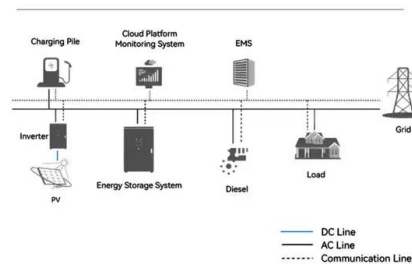 Charging Pile
Cloud Platform
Monitoring System
EMS
Grid
Inverter
PV
Energy Storage System
Diesel
Load
DC Line
AC Line
Communication Line